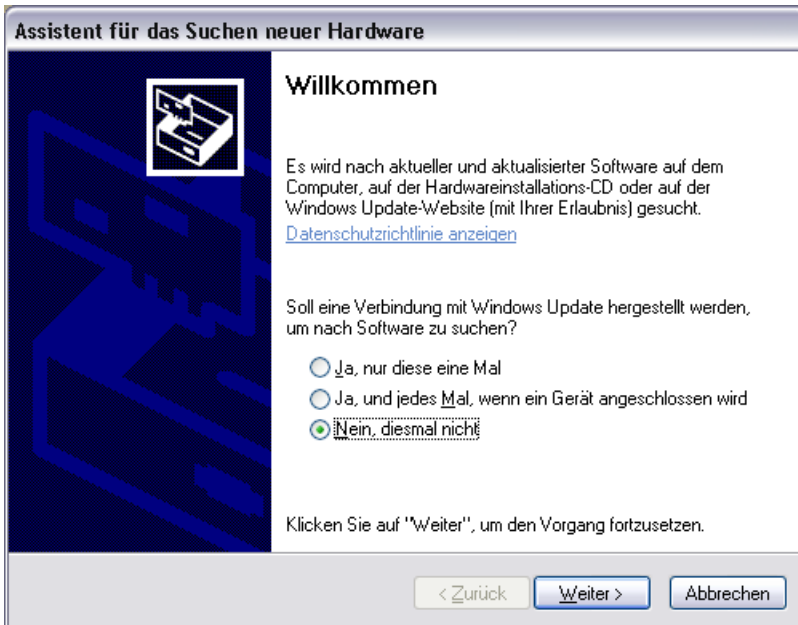 Assistent für das Suchen neuer Hardware
Willkommen
Es wird nach aktueller und aktualisierter Software auf dem
Computer, auf der Hardwareinstallations-CD oder auf der
Windows Update-Website (mit Ihrer Erlaubnis) gesucht.
Datenschutzrichtlinie anzeigen
Soll eine Verbindung mit Windows Update hergestellt werden,
um nach Software zu suchen?
Ja, nur diese eine Mal
Ja, und jedes Mal, wenn ein Gerät angeschlossen wird
Nein, diesmal nicht
Klicken Sie auf "Weiter", um den Vorgang fortzusetzen.
< Zurück Weiter > Abbrechen